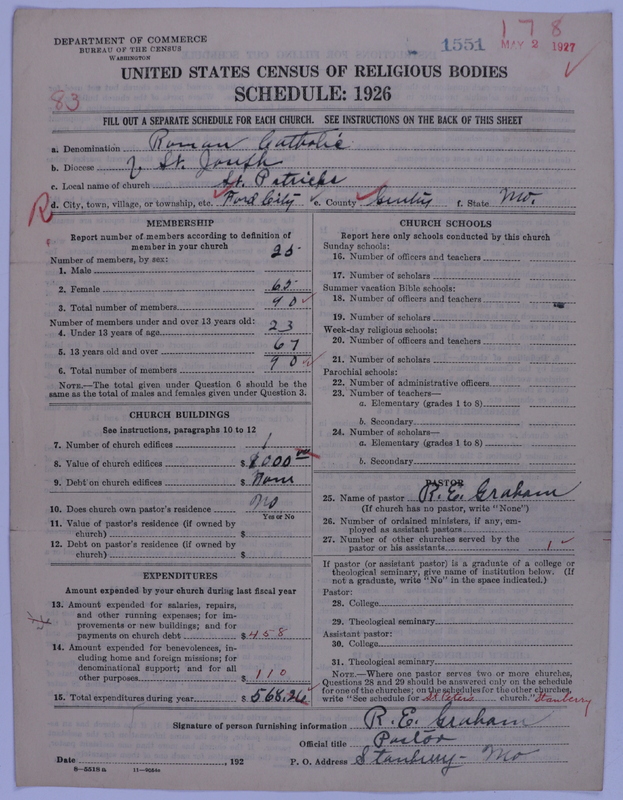 DEPARTMENT OF COMMERCE
BUREAU OF THE CENSUS
WASHINGTON
1551
178
MAY 2 1927
83
UNITED STATES CENSUS OF RELIGIOUS BODIES
SCHEDULE: 1926
FILL OUT A SEPARATE SCHEDULE FOR EACH CHURCH. SEE INSTRUCTIONS ON THE BACK OF THIS SHEET
a. Denomination Roman Catholic
b. Diocese of St. Joseph
c. Local name of church St. Patricks
R d. City, town, village, or township, etc. Ford City e. County Gentry f. State Mo.
MEMBERSHIP
Report number of members according to definition of
member in your church
Number of members, by sex:
1. Male 25
2. Female 65
3. Total number of members 90
Number of members under and over 13 years old:
4. Under 13 years of age 23
5. 13 years old and over 67
6. Total number of members 90
NOTE.—The total given under Question 6 should be the
same as the total of males and females given under Question 3.
CHURCH BUILDINGS
See instructions, paragraphs 10 to 12
7. Number of church edifices 1
8. Value of church edifices $ 8000 00
9. Debt on church edifices $ None
10. Does church own pastor's residence No
Yes or No
11. Value of pastor's residence (if owned by
church) $
12. Debt on pastor's residence (if owned by
church) $
EXPENDITURES
Amount expended by your church during last fiscal year
13. Amount expended for salaries, repairs,
and other running expenses; for im-
provements or new buildings; and for
payments on church debt $ 458
14. Amount expended for benevolences, in-
cluding home and foreign missions; for
denominational support; and for all
other purposes $ 110
15. Total expenditures during year $ 568.26
CHURCH SCHOOLS
Report here only schools conducted by this church
Sunday schools:
16. Number of officers and teachers
17. Number of scholars
Summer vacation Bible schools:
18. Number of officers and teachers
19. Number of scholars
Week-day religious schools:
20. Number of officers and teachers
21. Number of scholars
Parochial schools:
22. Number of administrative officers
23. Number of teachers—
a. Elementary (grades 1 to 8)
b. Secondary
24. Number of scholars—
a. Elementary (grades 1 to 8)
b. Secondary
PASTOR
25. Name of pastor R. E. Graham
(If church has no pastor, write "None")
26. Number of ordained ministers, if any, em-
ployed as assistant pastors
27. Number of other churches served by the
pastor or his assistants 1
If pastor (or assistant pastor) is a graduate of a college or
theological seminary, give name of institution below. (If
not a graduate, write "No" in the space indicated.)
Pastor:
28. College
29. Theological seminary
Assistant pastor:
30. College
31. Theological seminary
NOTE.—Where one pastor serves two or more churches,
Questions 28 and 29 should be answered only on the schedule
for one of the churches; on the schedules for the other churches,
write "See schedule for St. Peters church." Stanberry
Signature of person furnishing information R. E. Graham
Official title Pastor
Date , 192 P. O. Address Stanberry - Mo
8—5518a 11—9034a